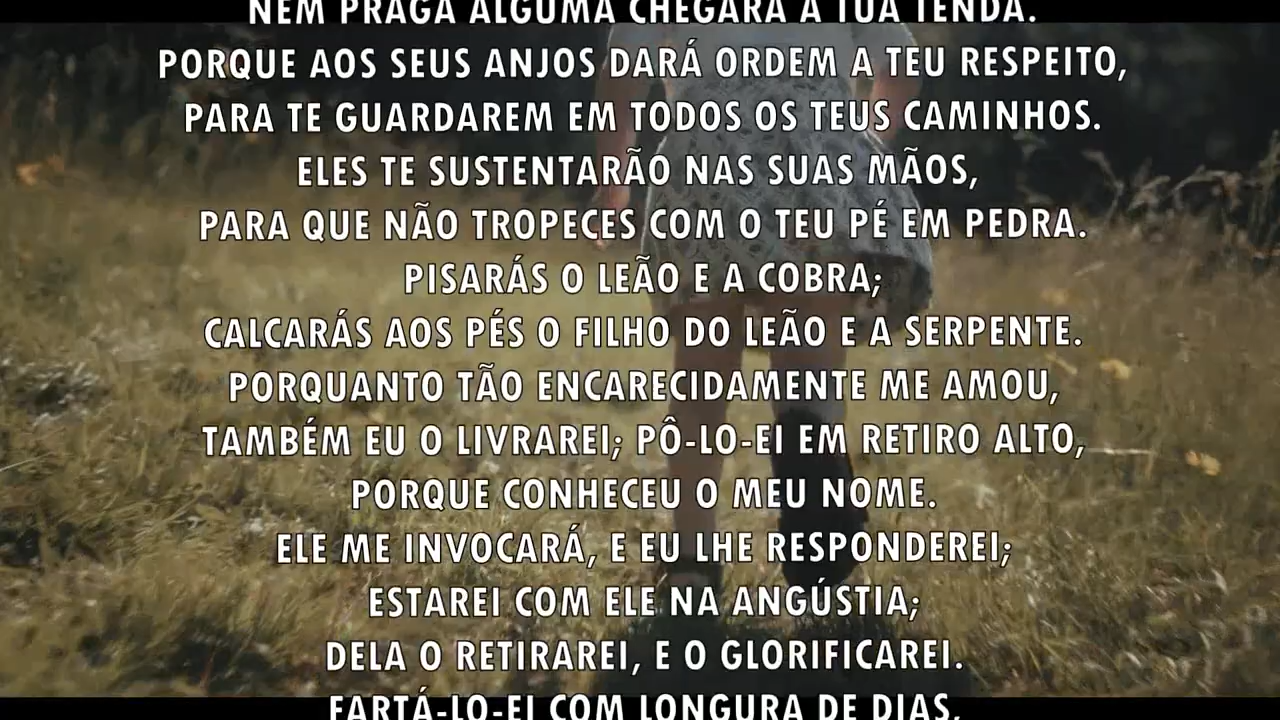 NEM PRAGA ALGUMA CHEGARÁ À TUA TENDA.
PORQUE AOS SEUS ANJOS DARÁ ORDEM A TEU RESPEITO,
PARA TE GUARDAREM EM TODOS OS TEUS CAMINHOS.
ELES TE SUSTENTARÃO NAS SUAS MÃOS,
PARA QUE NÃO TROPECES COM O TEU PÉ EM PEDRA.
PISARÁS O LEÃO E A COBRA;
CALCARÁS AOS PÉS O FILHO DO LEÃO E A SERPENTE.
PORQUANTO TÃO ENCARECIDAMENTE ME AMOU,
TAMBÉM EU O LIVRAREI; PÔ-LO-EI EM RETIRO ALTO,
PORQUE CONHECEU O MEU NOME.
ELE ME INVOCARÁ, E EU LHE RESPONDEREI;
ESTAREI COM ELE NA ANGÚSTIA;
DELA O RETIRAREI, E O GLORIFICAREI.
FARTÁ-LO-EI COM LONGURA DE DIAS,